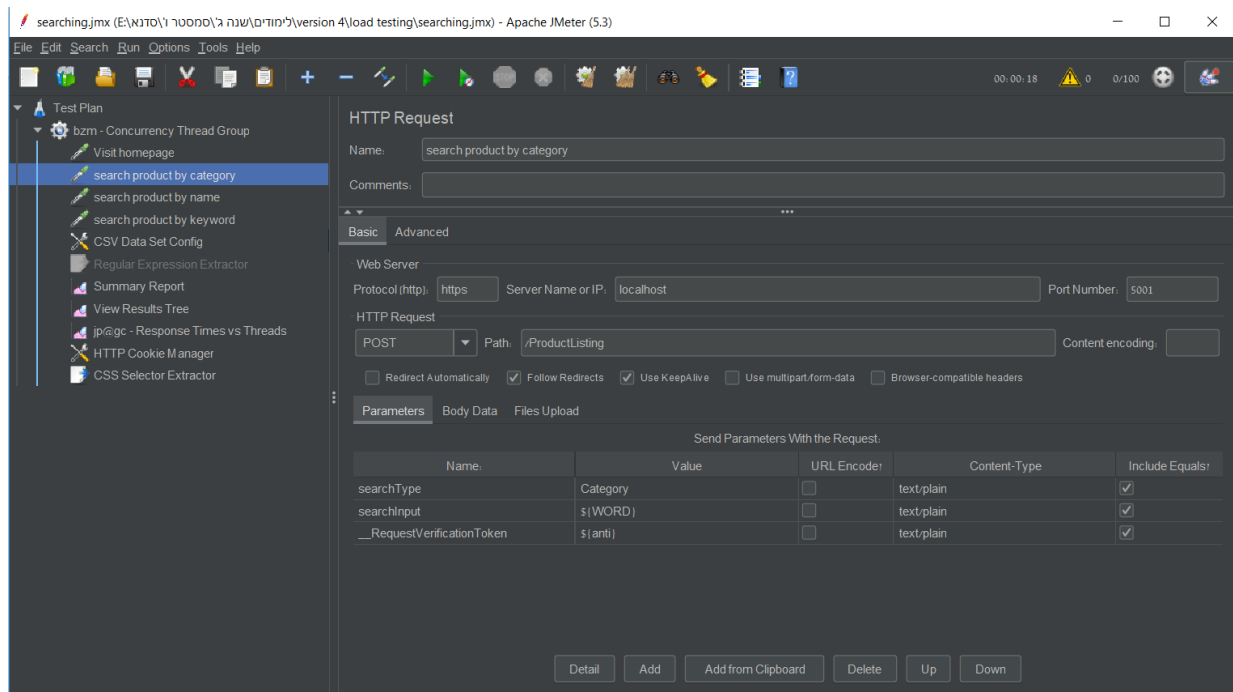 searching.jmx (E:\לימודים\שנה ג'\סמסטר ו'\סדנא\version 4\load testing\searching.jmx) - Apache JMeter (5.3)
File Edit Search Run Options Tools Help
00:00:18 0 0/100
Test Plan
bzm - Concurrency Thread Group
Visit homepage
search product by category
search product by name
search product by keyword
CSV Data Set Config
Regular Expression Extractor
Summary Report
View Results Tree
jp@gc - Response Times vs Threads
HTTP Cookie Manager
CSS Selector Extractor
HTTP Request
Name: search product by category
Comments:
Basic Advanced
Web Server
Protocol [http]: https Server Name or IP: localhost Port Number: 5001
HTTP Request
POST Path: /ProductListing Content encoding:
Redirect Automatically Follow Redirects Use KeepAlive Use multipart/form-data Browser-compatible headers
Parameters Body Data Files Upload
Send Parameters With the Request:
Name: Value URL Encode? Content-Type Include Equals?
searchType Category text/plain
searchInput ${WORD} text/plain
__RequestVerificationToken ${anti} text/plain
Detail Add Add from Clipboard Delete Up Down